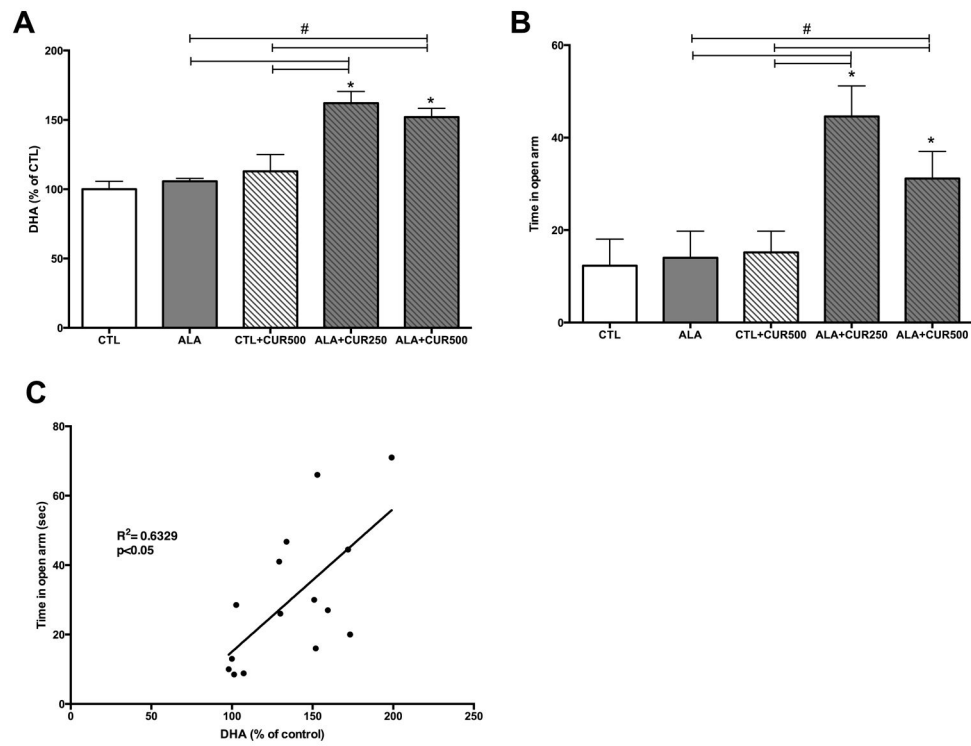 A
#
200
150
100
50
0
DHA (% of CTL)
*
*
CTL
ALA
CTL+CUR500
ALA+CUR250
ALA+CUR500
B
#
60
40
20
0
Time in open arm
*
*
CTL
ALA
CTL+CUR500
ALA+CUR250
ALA+CUR500
C
80
60
40
20
0
Time in open arm (sec)
R²= 0.6329
p<0.05
0
50
100
150
200
250
DHA (% of control)